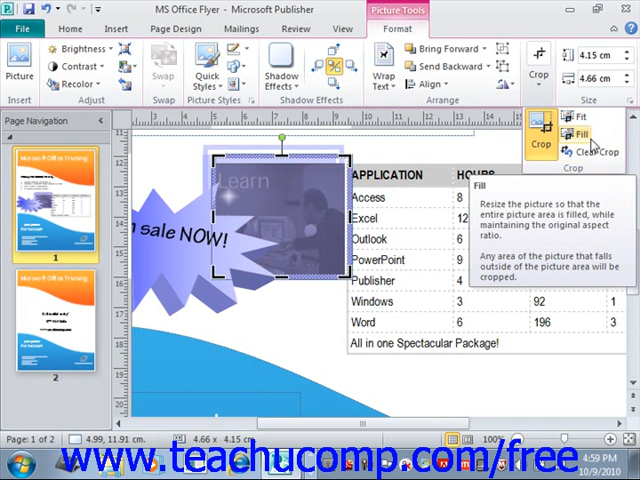 MS Office Flyer - Microsoft Publisher
Picture Tools
File Home Insert Page Design Mailings Review View Format
Picture
Brightness
Contrast
Recolor
Swap
Quick Styles
Shadow Effects
Wrap Text
Bring Forward
Send Backward
Align
Crop
4.15 cm
4.66 cm
Insert Adjust Swap Picture Styles Shadow Effects Arrange Size
Fit
Fill
Clear Crop
Crop
Crop
Page Navigation
1
2
Learn
n sale NOW!
APPLICATION HOURS
Access 8
Excel 12
Outlook 6
PowerPoint 9
Publisher 4
Windows 3 92 1
Word 6 196 3
All in one Spectacular Package!
Fill
Resize the picture so that the
entire picture area is filled, while
maintaining the original aspect
ratio.
Any area of the picture that falls
outside of the picture area will be
cropped.
Page: 1 of 2 4.99, 11.91 cm. 4.66 x 4.15 cm. 100%
www.teachucomp.com/free
4:59 PM
10/9/2010